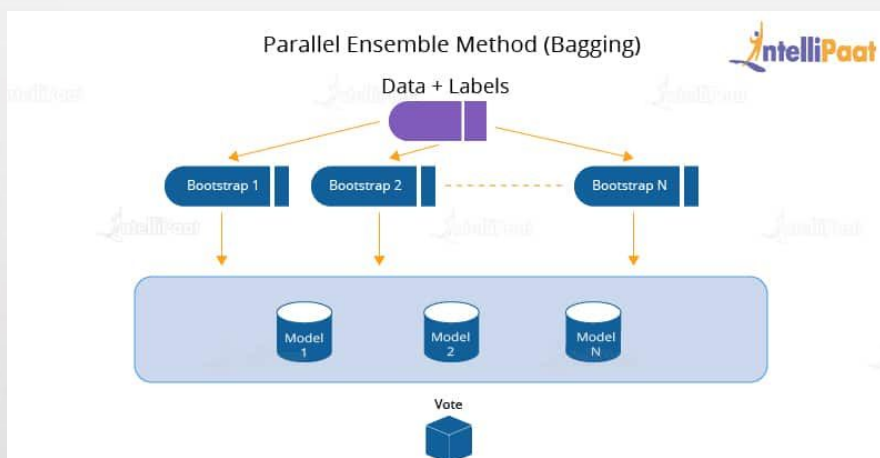 Parallel Ensemble Method (Bagging)
IntelliPaat
Data + Labels
Bootstrap 1
Bootstrap 2
Bootstrap N
Model
1
Model
2
Model
N
Vote